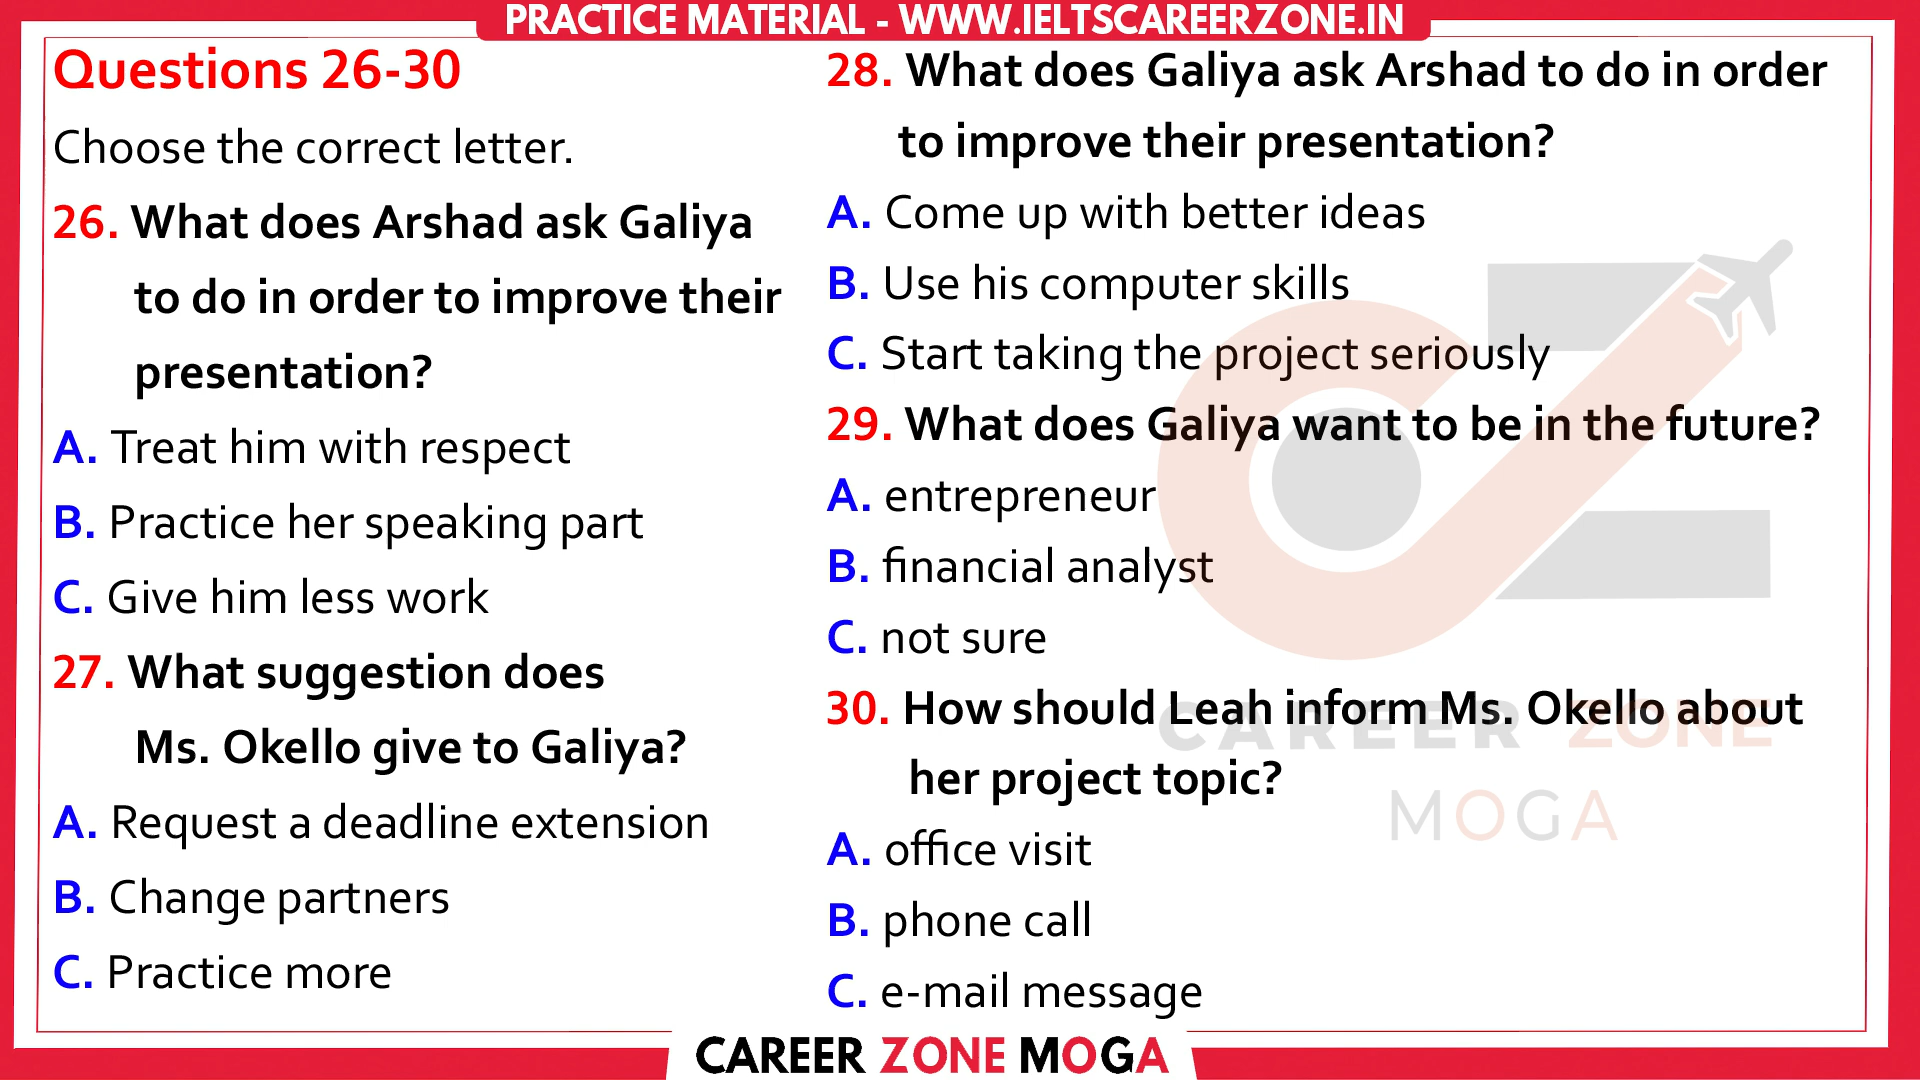 PRACTICE MATERIAL - WWW.IELTSCAREERZONE.IN
Questions 26-30
Choose the correct letter.
26. What does Arshad ask Galiya
to do in order to improve their
presentation?
A. Treat him with respect
B. Practice her speaking part
C. Give him less work
27. What suggestion does
Ms. Okello give to Galiya?
A. Request a deadline extension
B. Change partners
C. Practice more
28. What does Galiya ask Arshad to do in order
to improve their presentation?
A. Come up with better ideas
B. Use his computer skills
C. Start taking the project seriously
29. What does Galiya want to be in the future?
A. entrepreneur
B. financial analyst
C. not sure
30. How should Leah inform Ms. Okello about
her project topic?
A. office visit
B. phone call
C. e-mail message
CAREER ZONE
MOGA
CAREER ZONE MOGA